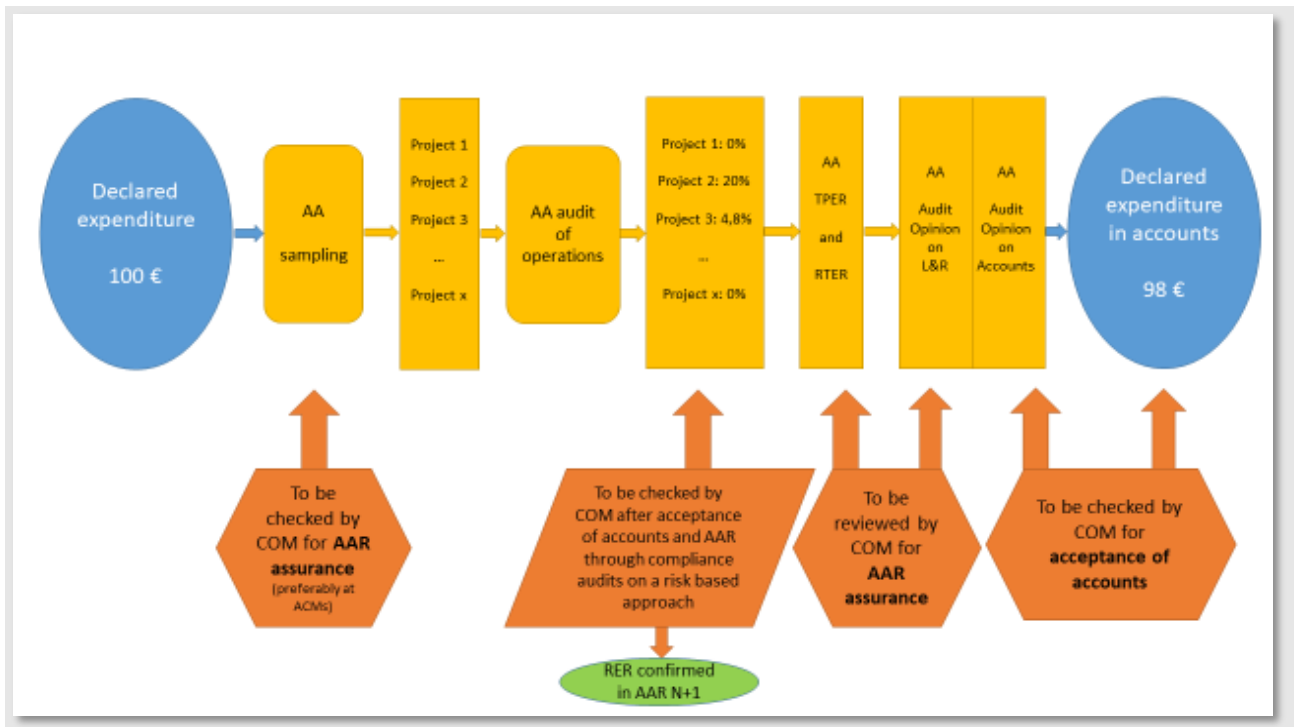 Declared
expenditure
100 €
AA
sampling
Project 1
Project 2
Project 3
...
Project x
AA audit
of
operations
Project 1: 0%
Project 2: 20%
Project 3: 4,8%
...
Project x: 0%
AA
TPER
and
RTER
AA
Audit
Opinion
on
L&R
AA
Audit
Opinion
on
Accounts
Declared
expenditure
in accounts
98 €
To be
checked by
COM for AAR
assurance
(preferably at
ACMs)
To be checked by
COM after acceptance
of accounts and AAR
through compliance
audits on a risk based
approach
To be
reviewed by
COM for
AAR
assurance
To be checked by
COM for
acceptance of
accounts
RER confirmed
in AAR N+1